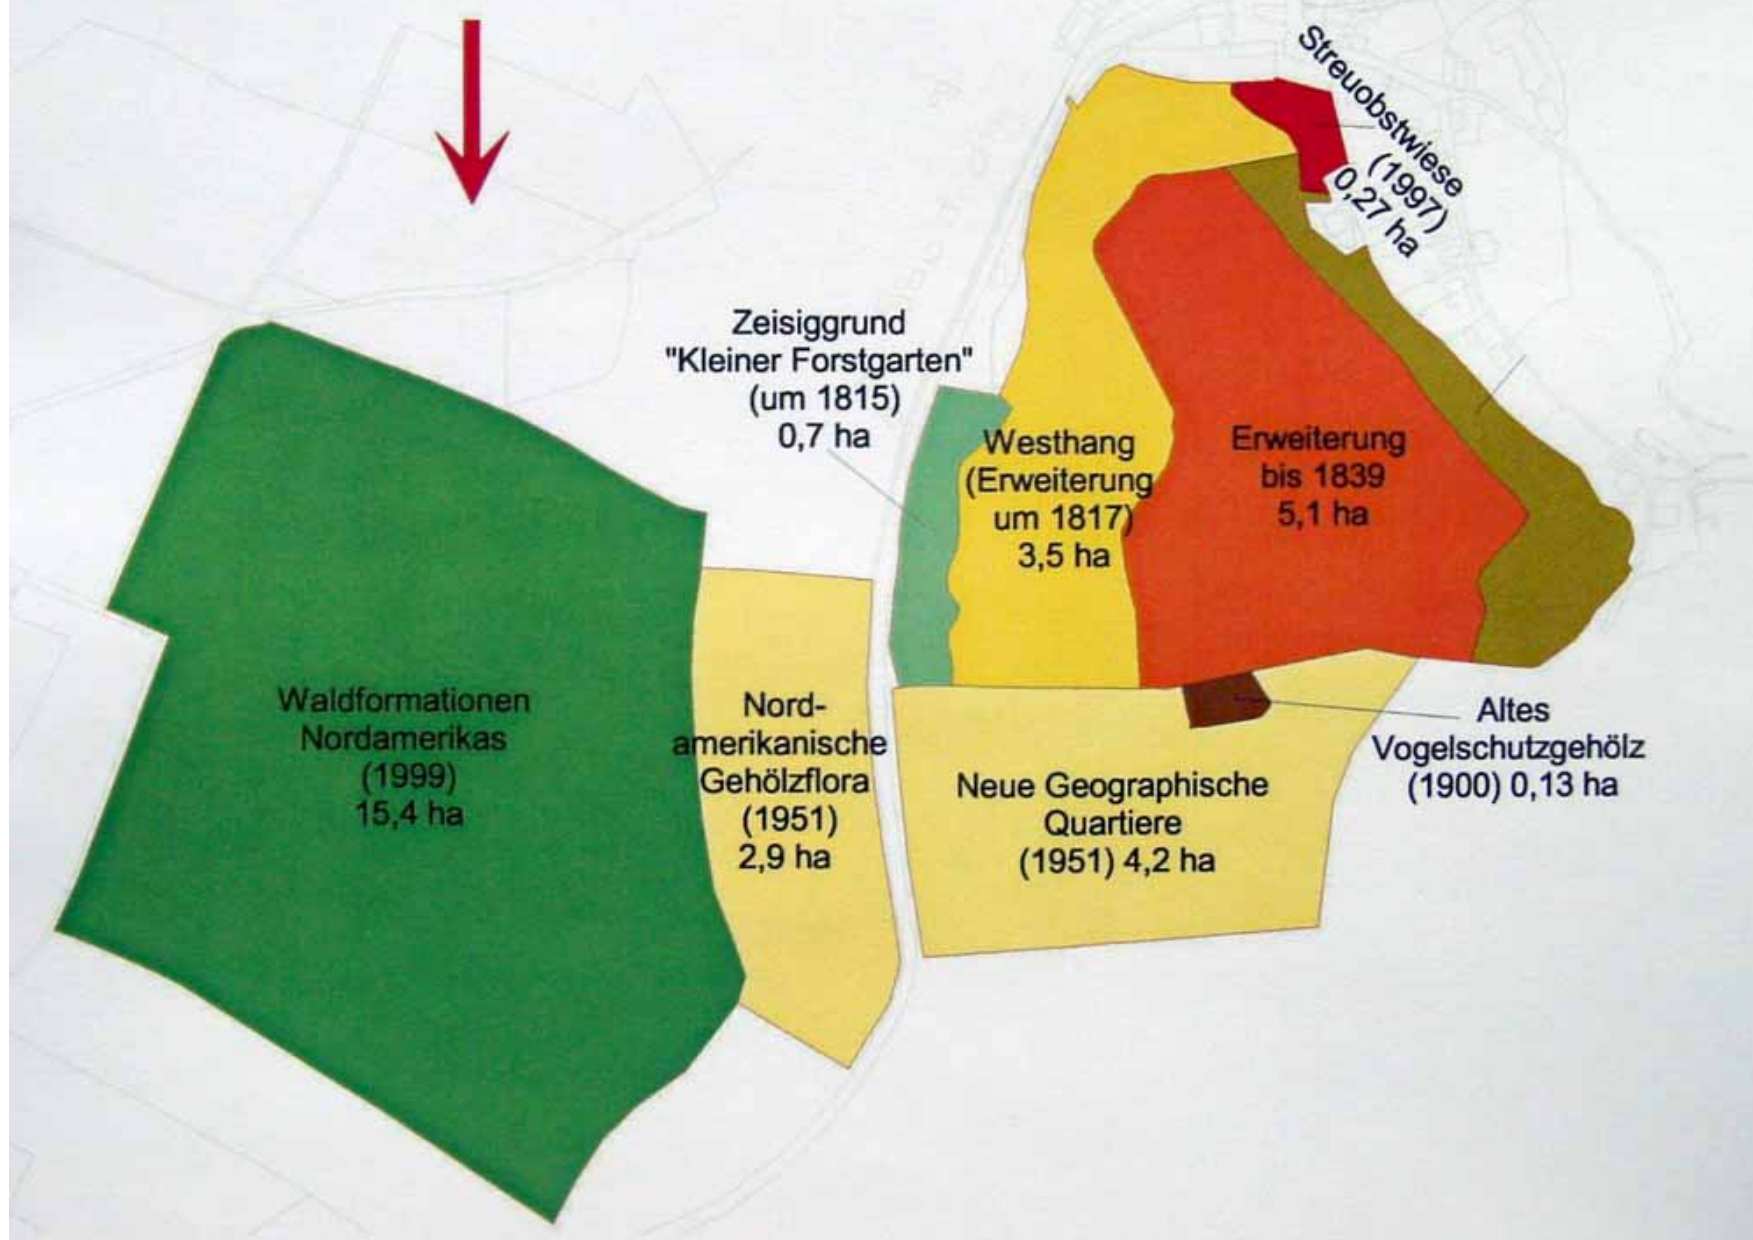 Streuobstwiese
(1997)
0,27 ha
Zeisiggrund
"Kleiner Forstgarten"
(um 1815)
0,7 ha
Westhang
(Erweiterung
um 1817)
3,5 ha
Erweiterung
bis 1839
5,1 ha
Waldformationen
Nordamerikas
(1999)
15,4 ha
Nord-
amerikanische
Gehölzflora
(1951)
2,9 ha
Neue Geographische
Quartiere
(1951) 4,2 ha
Altes
Vogelschutzgehölz
(1900) 0,13 ha